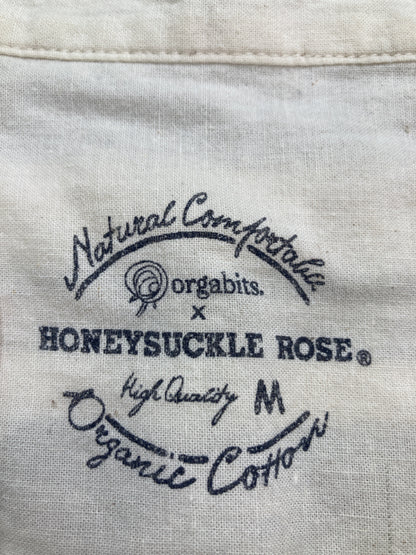 Natural Comfortable
orgabits.
x
HONEYSUCKLE ROSE®
High Quality M
Organic Cotton